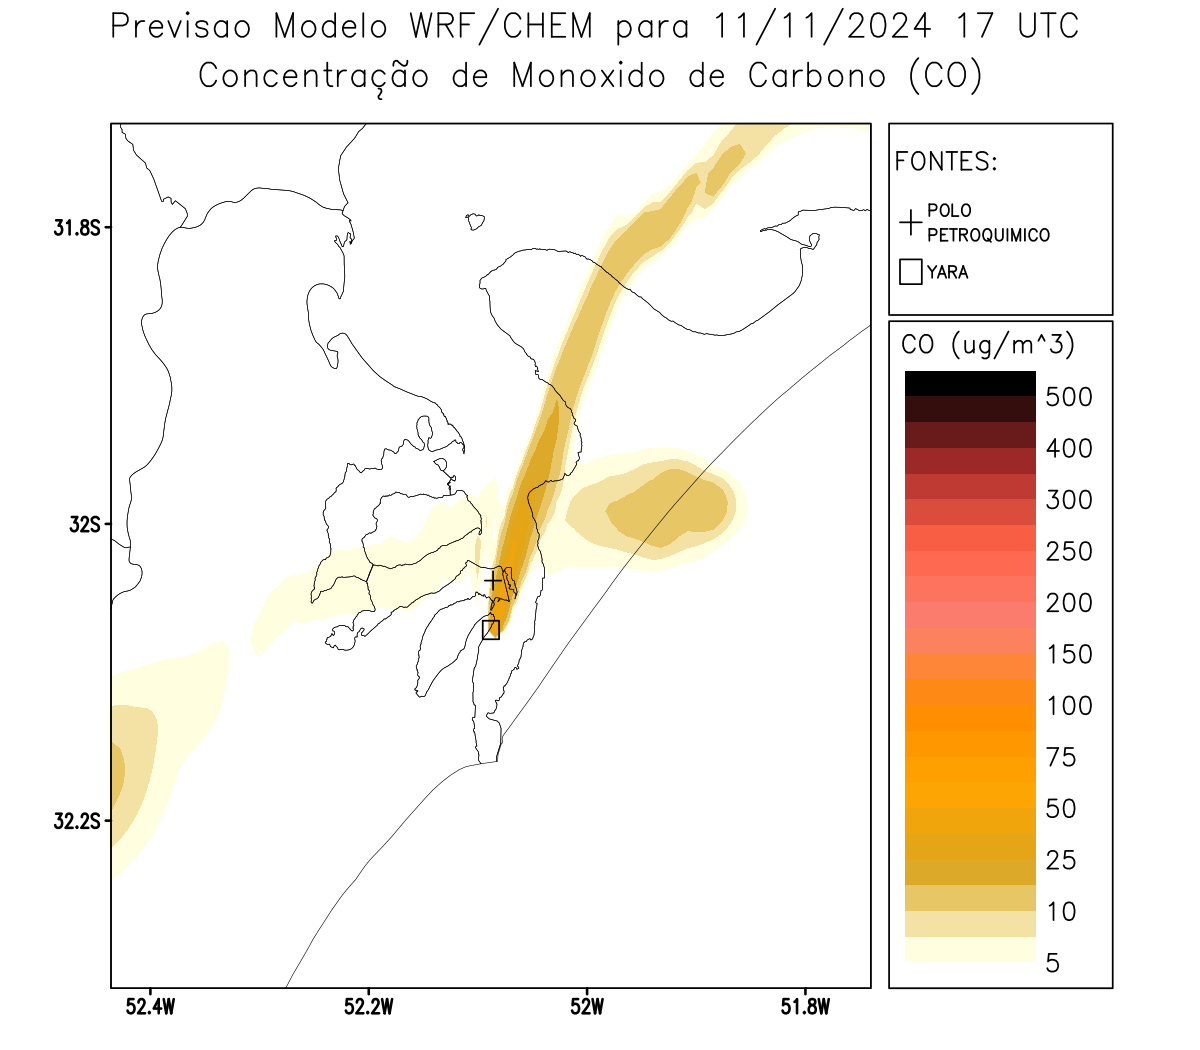 Previsao Modelo WRF/CHEM para 11/11/2024 17 UTC
Concentração de Monoxido de Carbono (CO)
FONTES:
POLO
PETROQUIMICO
YARA
CO (ug/m^3)
500
400
300
250
200
150
100
75
50
25
10
5
31.8S
32S
32.2S
52.4W
52.2W
52W
51.8W